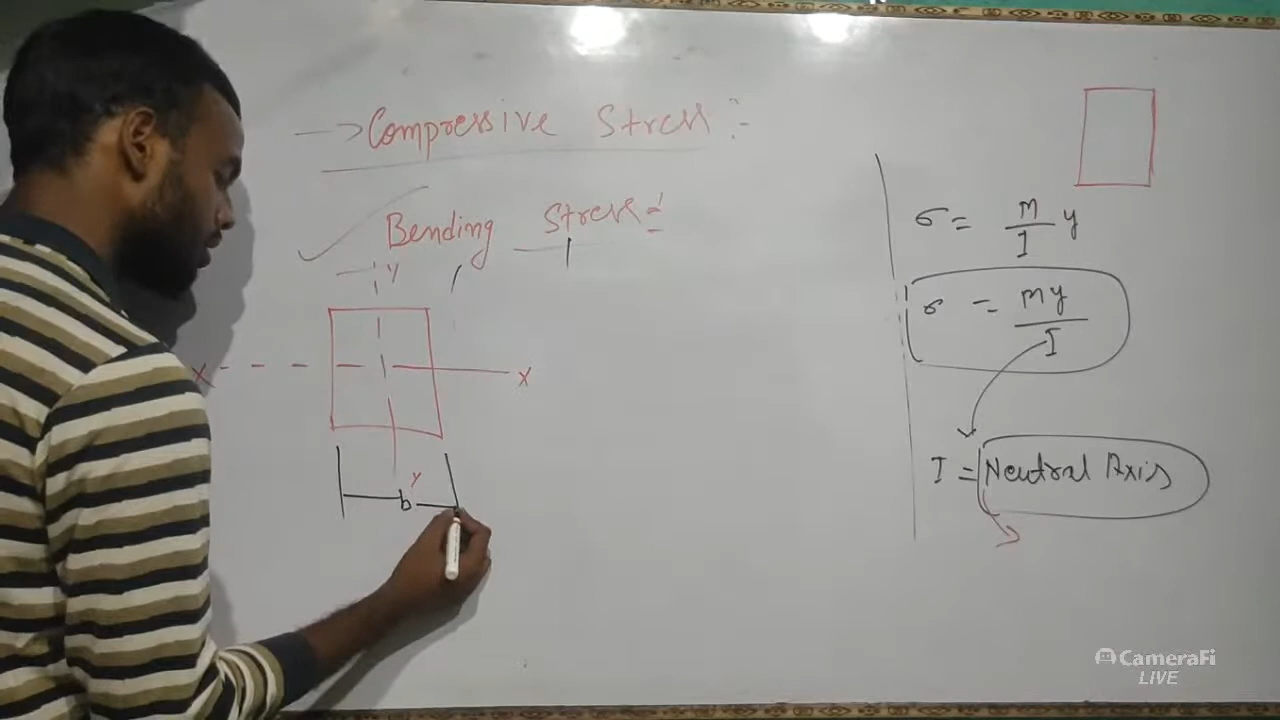 → Compressive Stress :-
Bending Stress =
y
X
X
y
b
σ = M/I y
σ = My/I
I = Neutral Axis
CameraFi
LIVE